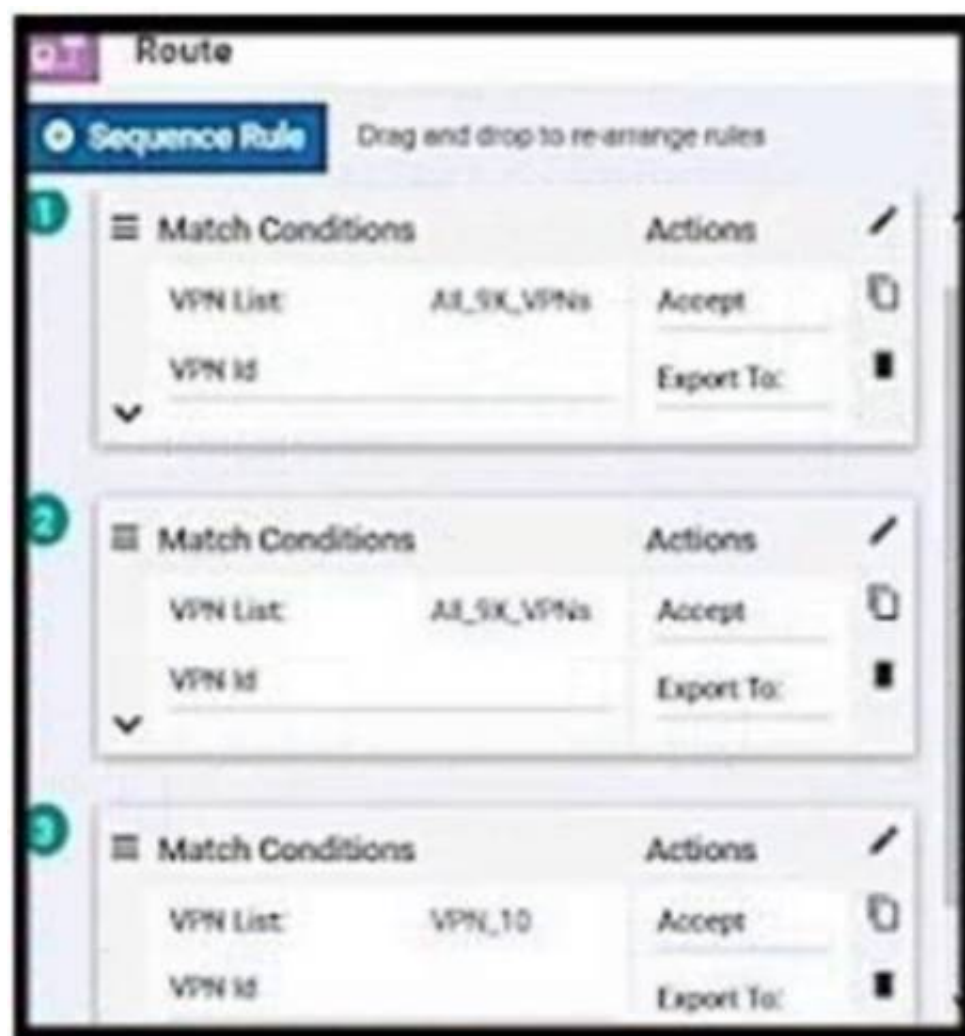 Route
Sequence Rule Drag and drop to re-arrange rules
1
Match Conditions Actions
VPN List: All_9X_VPNs Accept
VPN Id Export To:
2
Match Conditions Actions
VPN List: All_9X_VPNs Accept
VPN Id Export To:
3
Match Conditions Actions
VPN List: VPN_10 Accept
VPN Id Export To: